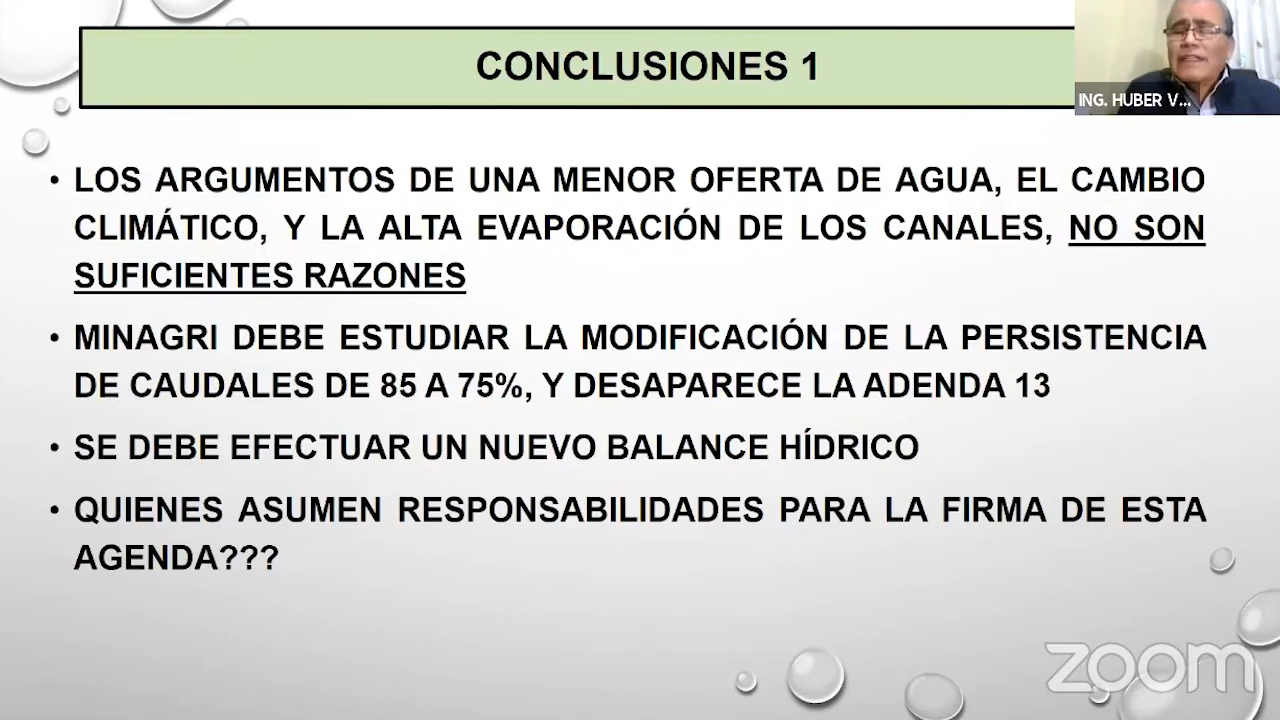 CONCLUSIONES 1
ING. HUBER V...
• LOS ARGUMENTOS DE UNA MENOR OFERTA DE AGUA, EL CAMBIO
CLIMÁTICO, Y LA ALTA EVAPORACIÓN DE LOS CANALES, NO SON
SUFICIENTES RAZONES
• MINAGRI DEBE ESTUDIAR LA MODIFICACIÓN DE LA PERSISTENCIA
DE CAUDALES DE 85 A 75%, Y DESAPARECE LA ADENDA 13
• SE DEBE EFECTUAR UN NUEVO BALANCE HÍDRICO
• QUIENES ASUMEN RESPONSABILIDADES PARA LA FIRMA DE ESTA
AGENDA???
zoom